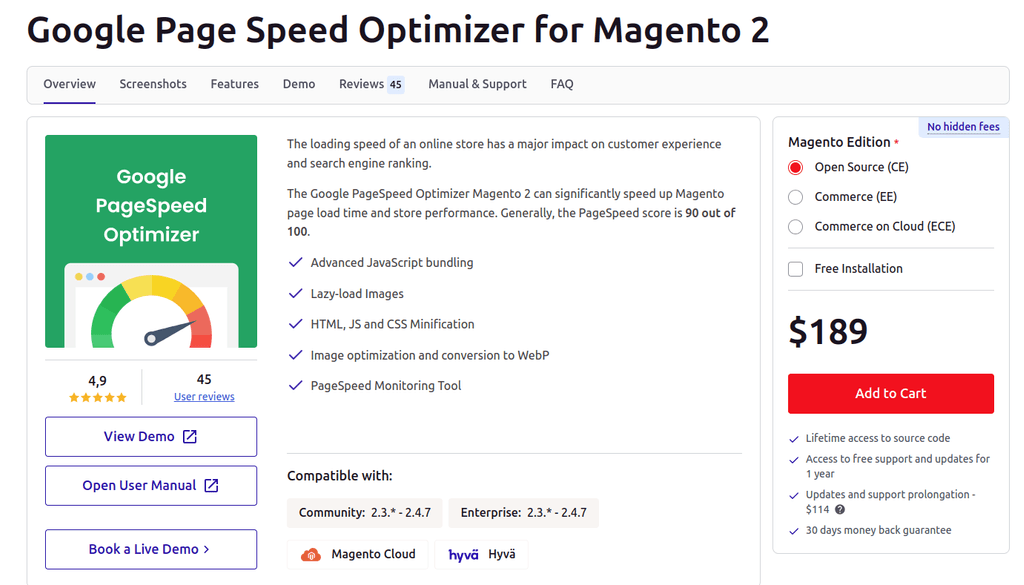 Google Page Speed Optimizer for Magento 2
Overview
Screenshots
Features
Demo
Reviews 45
Manual & Support
FAQ
Google
PageSpeed
Optimizer
4,9
45
User reviews
View Demo
Open User Manual
Book a Live Demo >
The loading speed of an online store has a major impact on customer experience
and search engine ranking.
The Google PageSpeed Optimizer Magento 2 can significantly speed up Magento
page load time and store performance. Generally, the PageSpeed score is 90 out of
100.
Advanced JavaScript bundling
Lazy-load Images
HTML, JS and CSS Minification
Image optimization and conversion to WebP
PageSpeed Monitoring Tool
Compatible with:
Community: 2.3.* - 2.4.7
Enterprise: 2.3.* - 2.4.7
Magento Cloud
hyvä Hyvä
No hidden fees
Magento Edition *
Open Source (CE)
Commerce (EE)
Commerce on Cloud (ECE)
Free Installation
$189
Add to Cart
Lifetime access to source code
Access to free support and updates for
1 year
Updates and support prolongation -
$114 ?
30 days money back guarantee